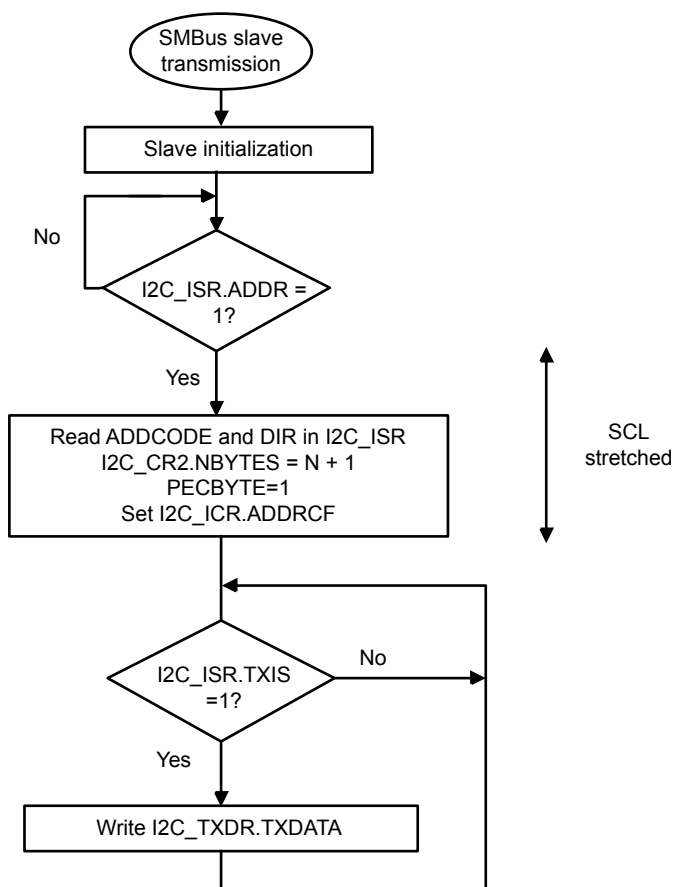 SMBus slave
transmission
Slave initialization
No
I2C_ISR.ADDR =
1?
Yes
Read ADDCODE and DIR in I2C_ISR
I2C_CR2.NBYTES = N + 1
PECBYTE=1
Set I2C_ICR.ADDRCF
SCL
stretched
I2C_ISR.TXIS
=1?
No
Yes
Write I2C_TXDR.TXDATA